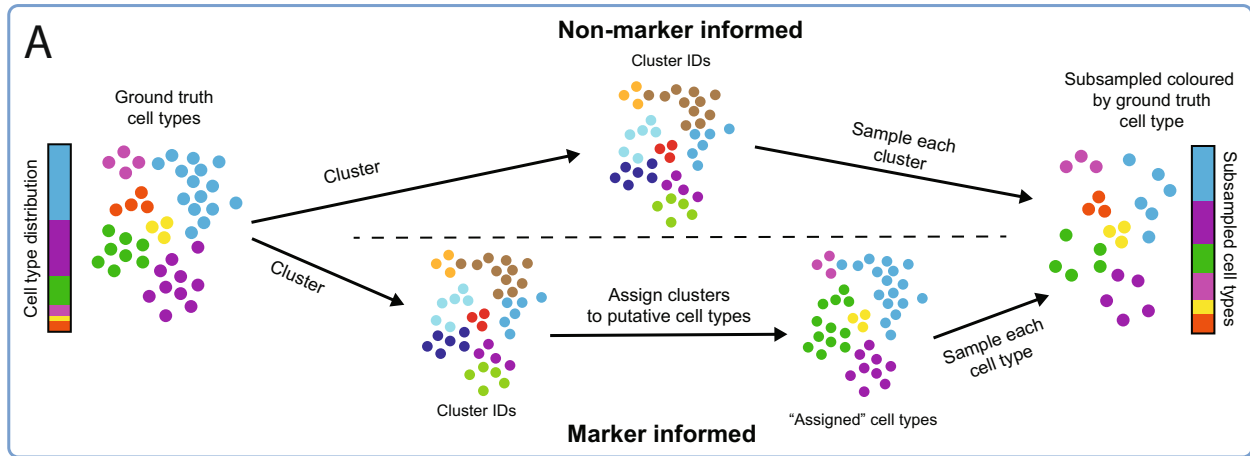 A
Non-marker informed
Cluster IDs
Ground truth
cell types
Subsampled coloured
by ground truth
cell type
Cell type distribution
Cluster
Sample each
cluster
Subsampled cell types
Cluster
Assign clusters
to putative cell types
Sample each
cell type
Cluster IDs
"Assigned" cell types
Marker informed